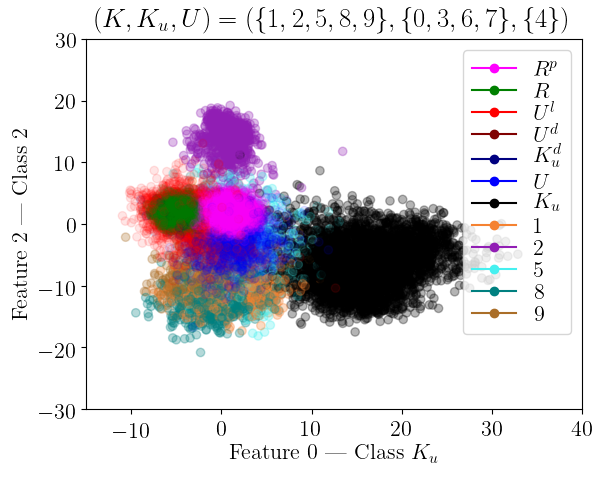 (K, K_u, U) = ({1, 2, 5, 8, 9}, {0, 3, 6, 7}, {4})
30
20
10
0
−10
−20
−30
Feature 2 — Class 2
R^p
R
U^l
U^d
K_u^d
U
K_u
1
2
5
8
9
−10
0
10
20
30
40
Feature 0 — Class K_u